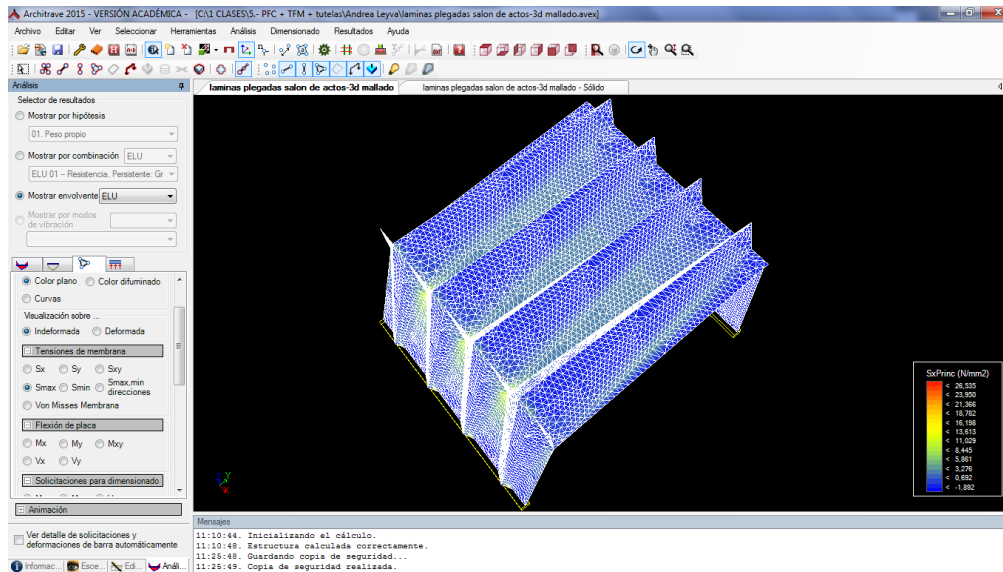 Architrave 2015 - VERSIÓN ACADÉMICA - [C:\1 CLASES\5.- PFC + TFM + tutelas\Andrea Leyva\laminas plegadas salon de actos-3d mallado.avex]
Archivo Editar Ver Seleccionar Herramientas Análisis Dimensionado Resultados Ayuda
Análisis
laminas plegadas salon de actos-3d mallado
laminas plegadas salon de actos-3d mallado - Sólido
Selector de resultados
Mostrar por hipótesis
01. Peso propio
Mostrar por combinación ELU
ELU 01 – Resistencia, Persistente: Gr
Mostrar envolvente ELU
Mostrar por modos
de vibración
Color plano Color difuminado
Curvas
Visualización sobre ...
Indeformada Deformada
Tensiones de membrana
Sx Sy Sxy
Smax Smin Smax,min
direcciones
Von Misses Membrana
Flexión de placa
Mx My Mxy
Vx Vy
Solicitaciones para dimensionado
Animación
Ver detalle de solicitaciones y
deformaciones de barra automáticamente
Informac... Esce... Edi... Análi...
SxPrinc (N/mm2)
< 26,535
< 23,950
< 21,366
< 18,782
< 16,198
< 13,613
< 11,029
< 8,445
< 5,861
< 3,276
< 0,692
< -1,892
Z Y
X
Mensajes
11:10:44. Inicializando el cálculo.
11:10:48. Estructura calculada correctamente.
11:25:48. Guardando copia de seguridad...
11:25:49. Copia de seguridad realizada.